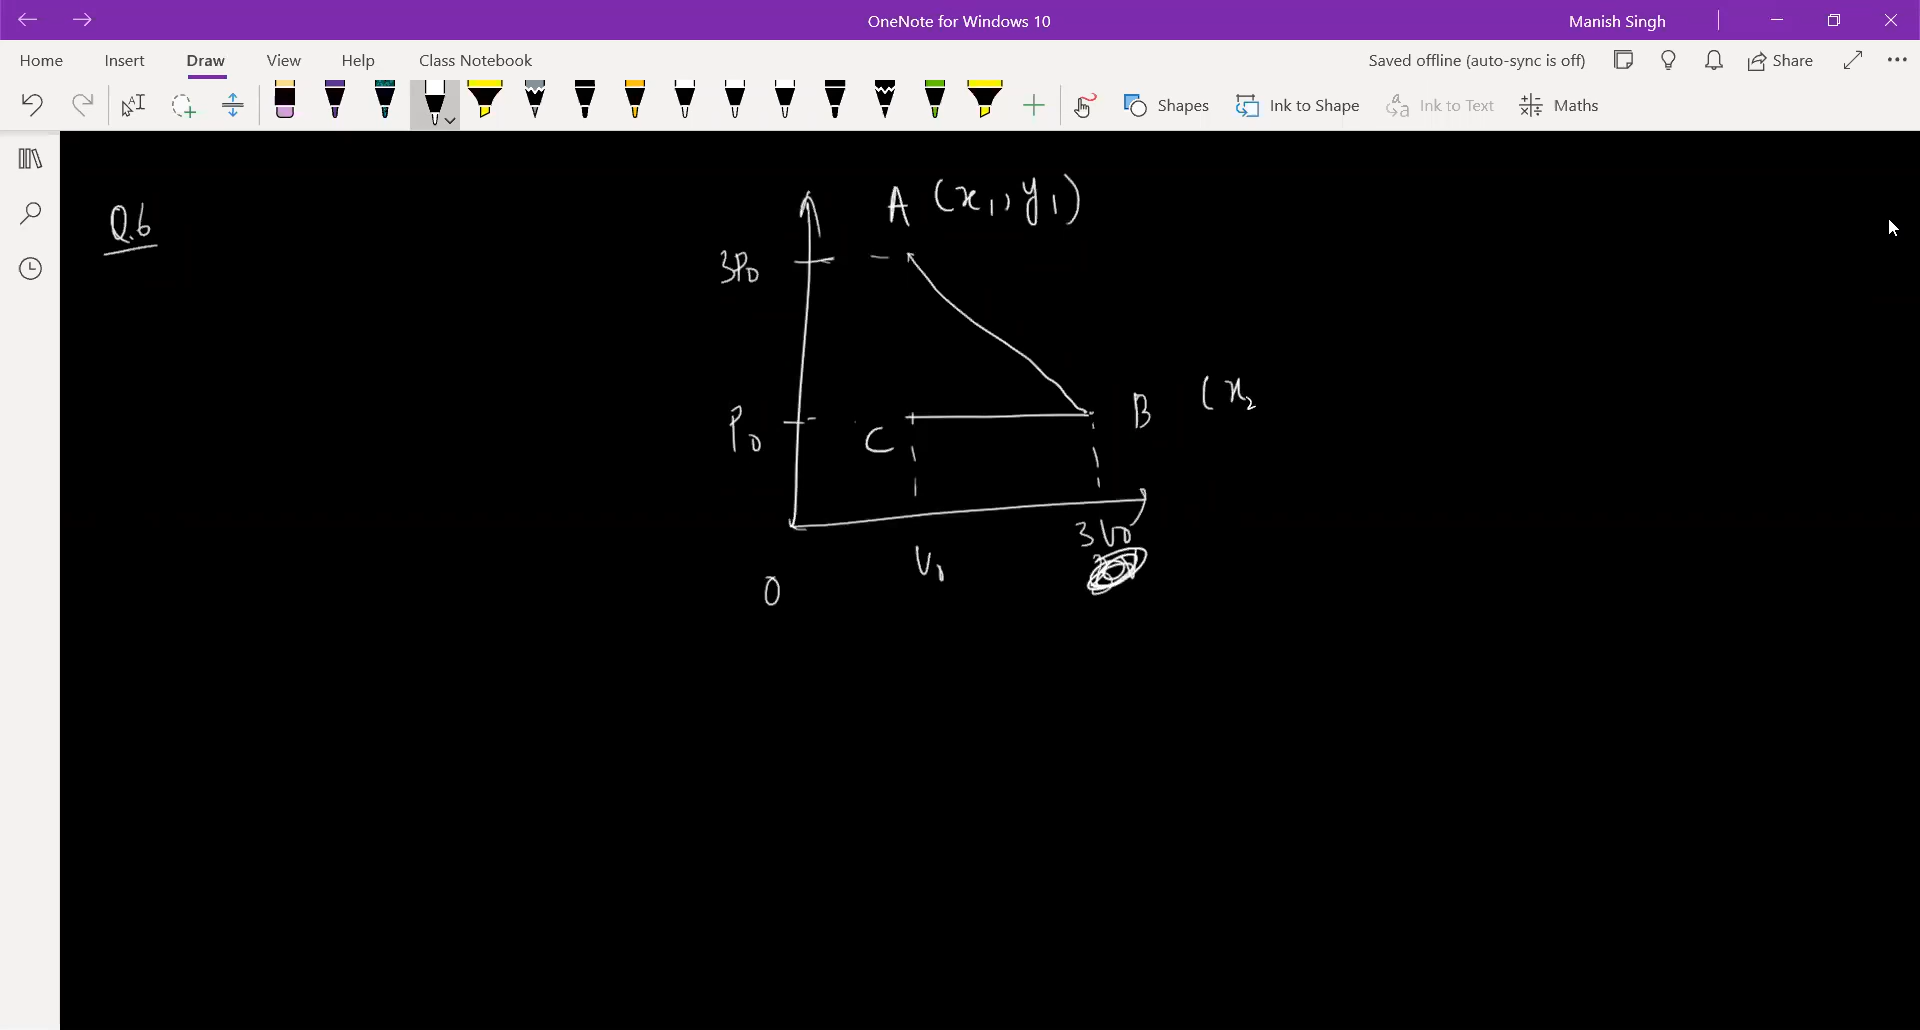 OneNote for Windows 10
Manish Singh
Home Insert Draw View Help Class Notebook
Saved offline (auto-sync is off) Share
Shapes Ink to Shape Ink to Text Maths
Q.6
A (x₁, y₁)
3P₀
B (x₂
P₀
C
3V₀
V₀
0